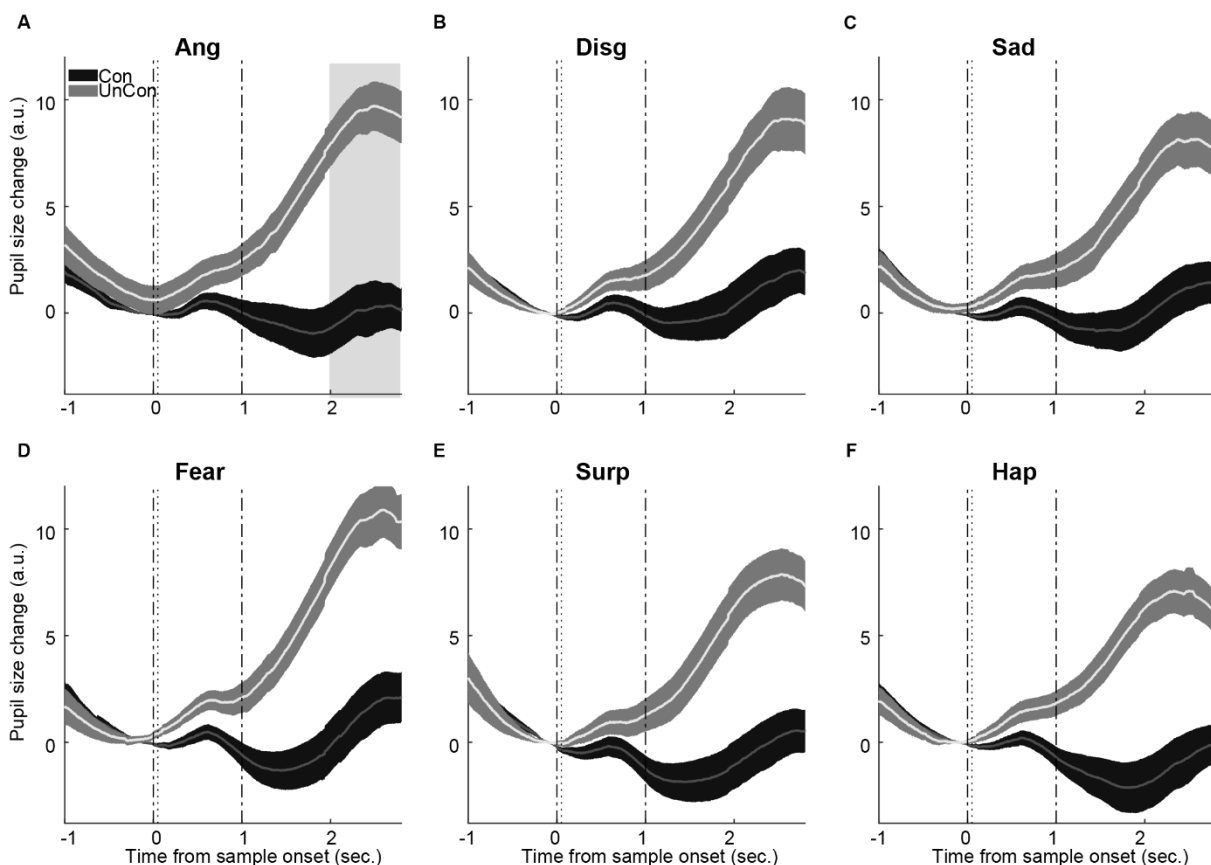 A
Ang
Con
UnCon
Pupil size change (a.u.)
10
5
0
-1
0
1
2
B
Disg
10
5
0
-1
0
1
2
C
Sad
10
5
0
-1
0
1
2
D
Fear
Pupil size change (a.u.)
10
5
0
-1
0
1
2
Time from sample onset (sec.)
E
Surp
10
5
0
-1
0
1
2
Time from sample onset (sec.)
F
Hap
10
5
0
-1
0
1
2
Time from sample onset (sec.)